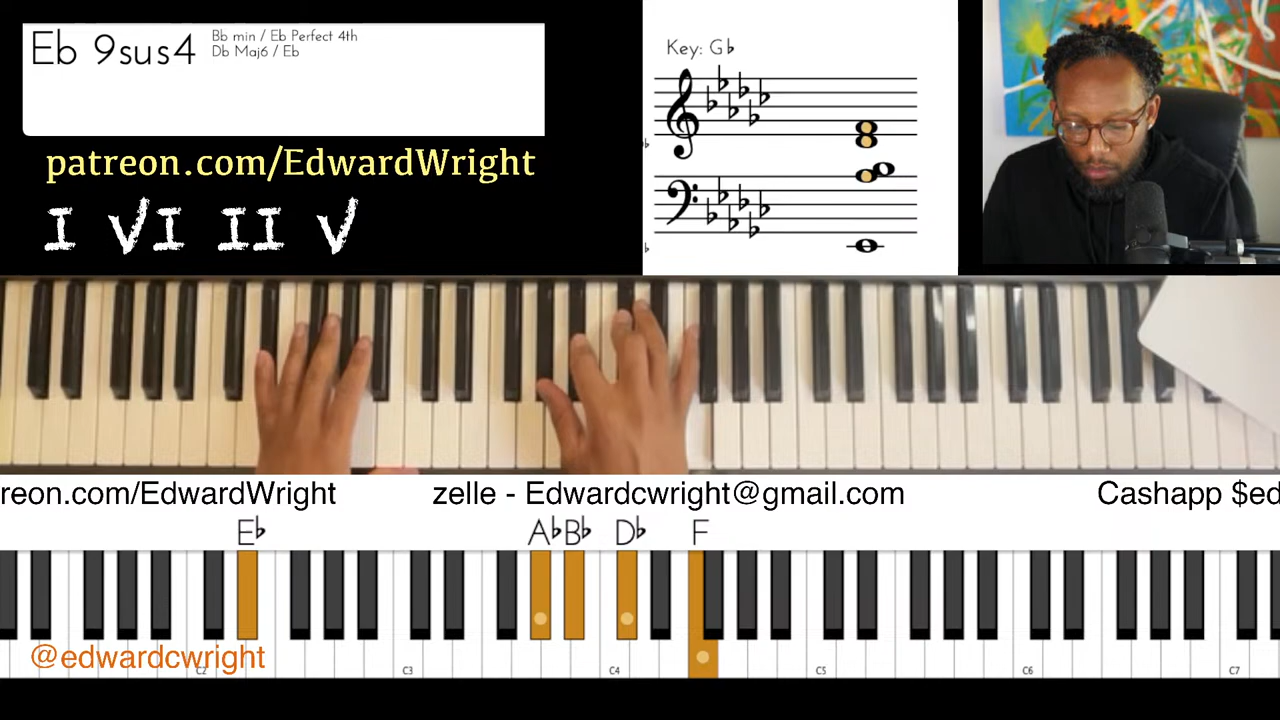 Eb 9sus4
Bb min / Eb Perfect 4th
Db Maj6 / Eb
Key: G♭
patreon.com/EdwardWright
I VI II V
reon.com/EdwardWright zelle - Edwardcwright@gmail.com Cashapp $ed
E♭ A♭ B♭ D♭ F
@edwardcwright
C2 C3 C4 C5 C6 C7